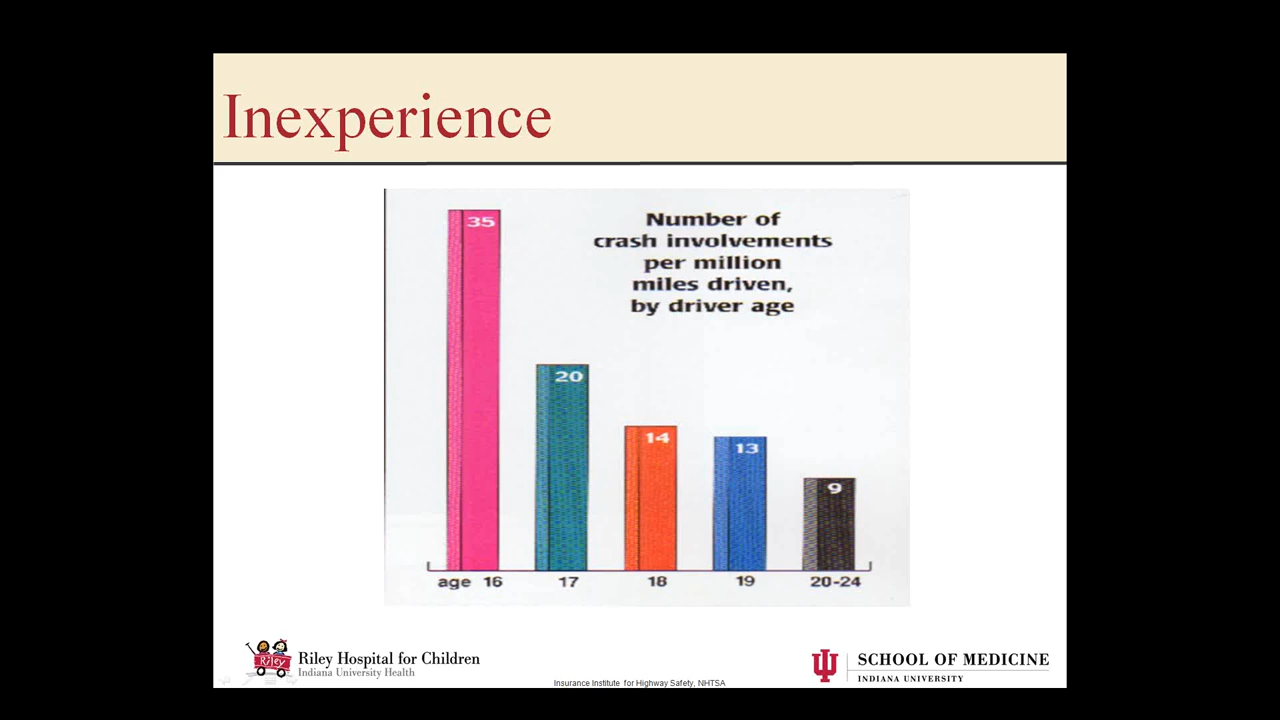 Inexperience
Number of
crash involvements
per million
miles driven,
by driver age
35
20
14
13
9
age 16 17 18 19 20-24
Riley
Riley Hospital for Children
Indiana University Health
Insurance Institute for Highway Safety, NHTSA
SCHOOL OF MEDICINE
INDIANA UNIVERSITY